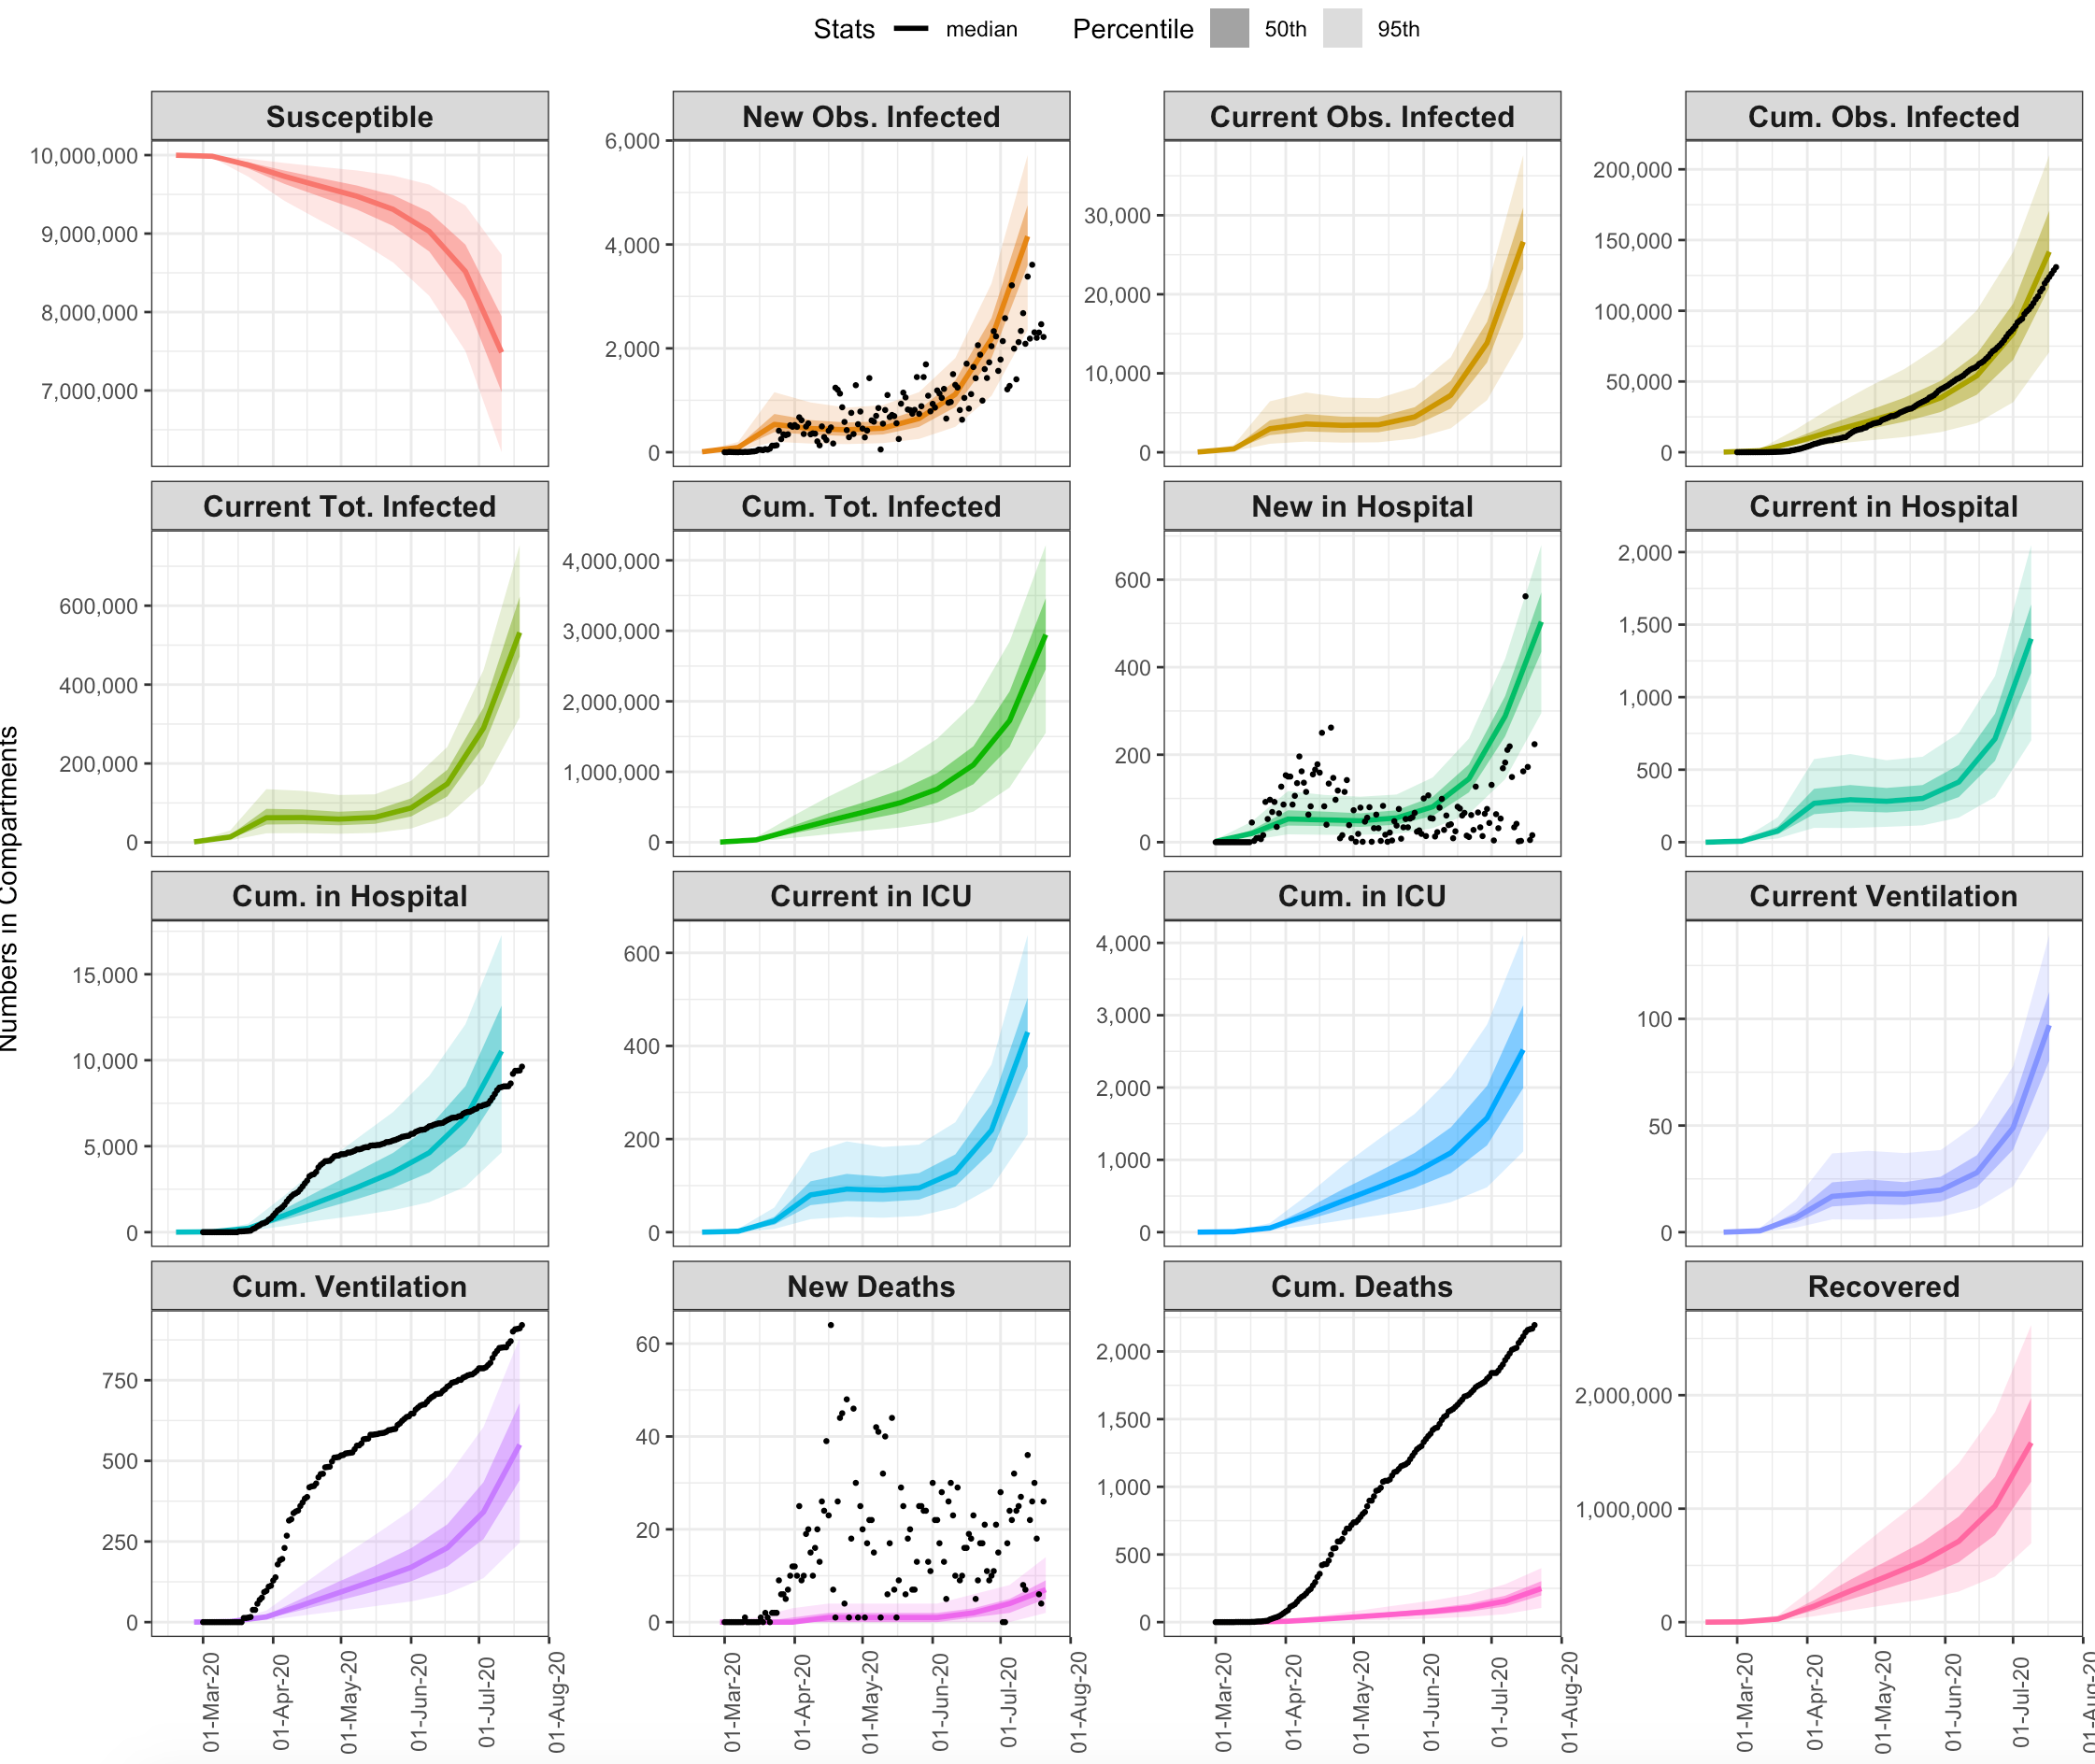 Stats median Percentile 50th 95th
Numbers in Compartments
Susceptible
10,000,000
9,000,000
8,000,000
7,000,000
New Obs. Infected
6,000
4,000
2,000
0
Current Obs. Infected
30,000
20,000
10,000
0
Cum. Obs. Infected
200,000
150,000
100,000
50,000
0
Current Tot. Infected
600,000
400,000
200,000
0
Cum. Tot. Infected
4,000,000
3,000,000
2,000,000
1,000,000
0
New in Hospital
600
400
200
0
Current in Hospital
2,000
1,500
1,000
500
0
Cum. in Hospital
15,000
10,000
5,000
0
Current in ICU
600
400
200
0
Cum. in ICU
4,000
3,000
2,000
1,000
0
Current Ventilation
100
50
0
Cum. Ventilation
750
500
250
0
01-Mar-20
01-Apr-20
01-May-20
01-Jun-20
01-Jul-20
01-Aug-20
New Deaths
60
40
20
0
01-Mar-20
01-Apr-20
01-May-20
01-Jun-20
01-Jul-20
01-Aug-20
Cum. Deaths
2,000
1,500
1,000
500
0
01-Mar-20
01-Apr-20
01-May-20
01-Jun-20
01-Jul-20
01-Aug-20
Recovered
2,000,000
1,000,000
0
01-Mar-20
01-Apr-20
01-May-20
01-Jun-20
01-Jul-20
01-Aug-20